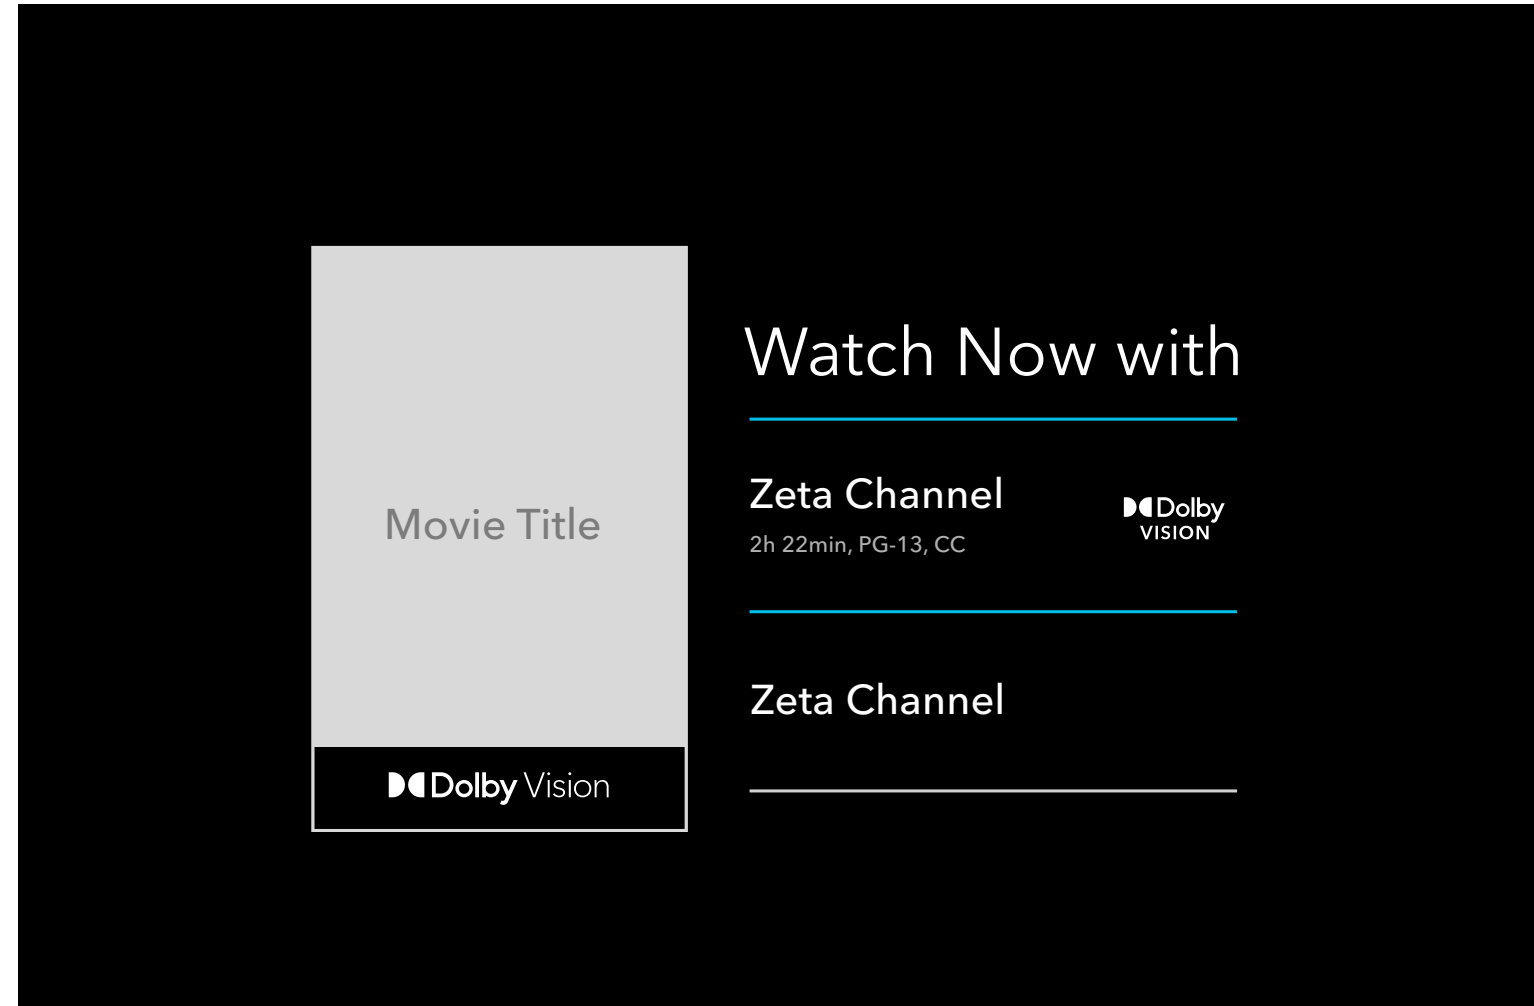 Movie Title
Dolby Vision
Watch Now with
Zeta Channel
2h 22min, PG-13, CC
Dolby
VISION
Zeta Channel